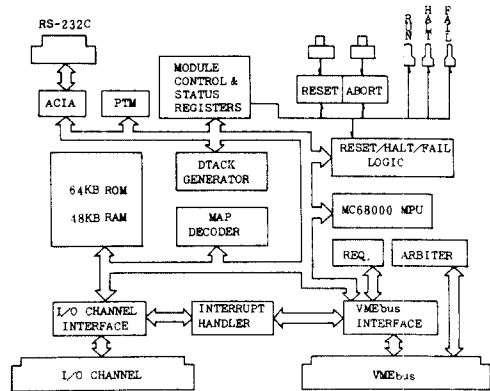 RS-232C
RUN
HALT
FAIL
MODULE
CONTROL &
STATUS
REGISTERS
RESET
ABORT
ACIA
PTM
RESET/HALT/FAIL
LOGIC
DTACK
GENERATOR
64KB ROM
48KB RAM
MC68000 MPU
MAP
DECODER
REQ.
ARBITER
I/O CHANNEL
INTERFACE
INTERRUPT
HANDLER
VMEbus
INTERFACE
I/O CHANNEL
VMEbus